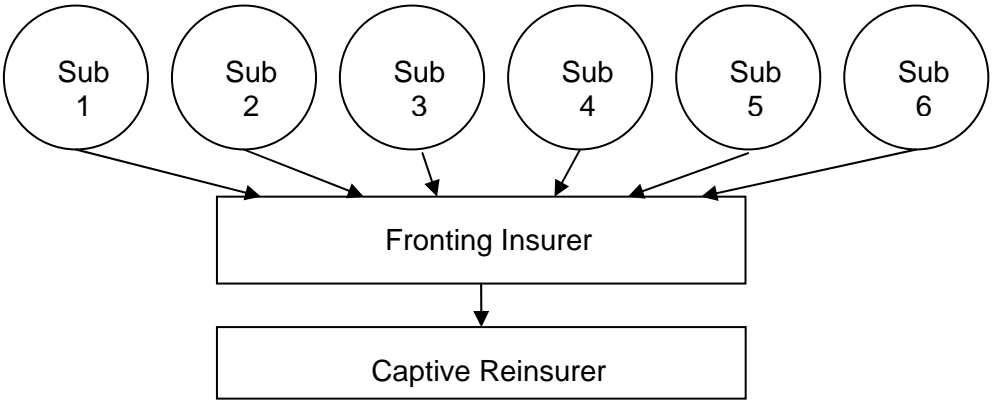 Sub
1
Sub
2
Sub
3
Sub
4
Sub
5
Sub
6
Fronting Insurer
Captive Reinsurer